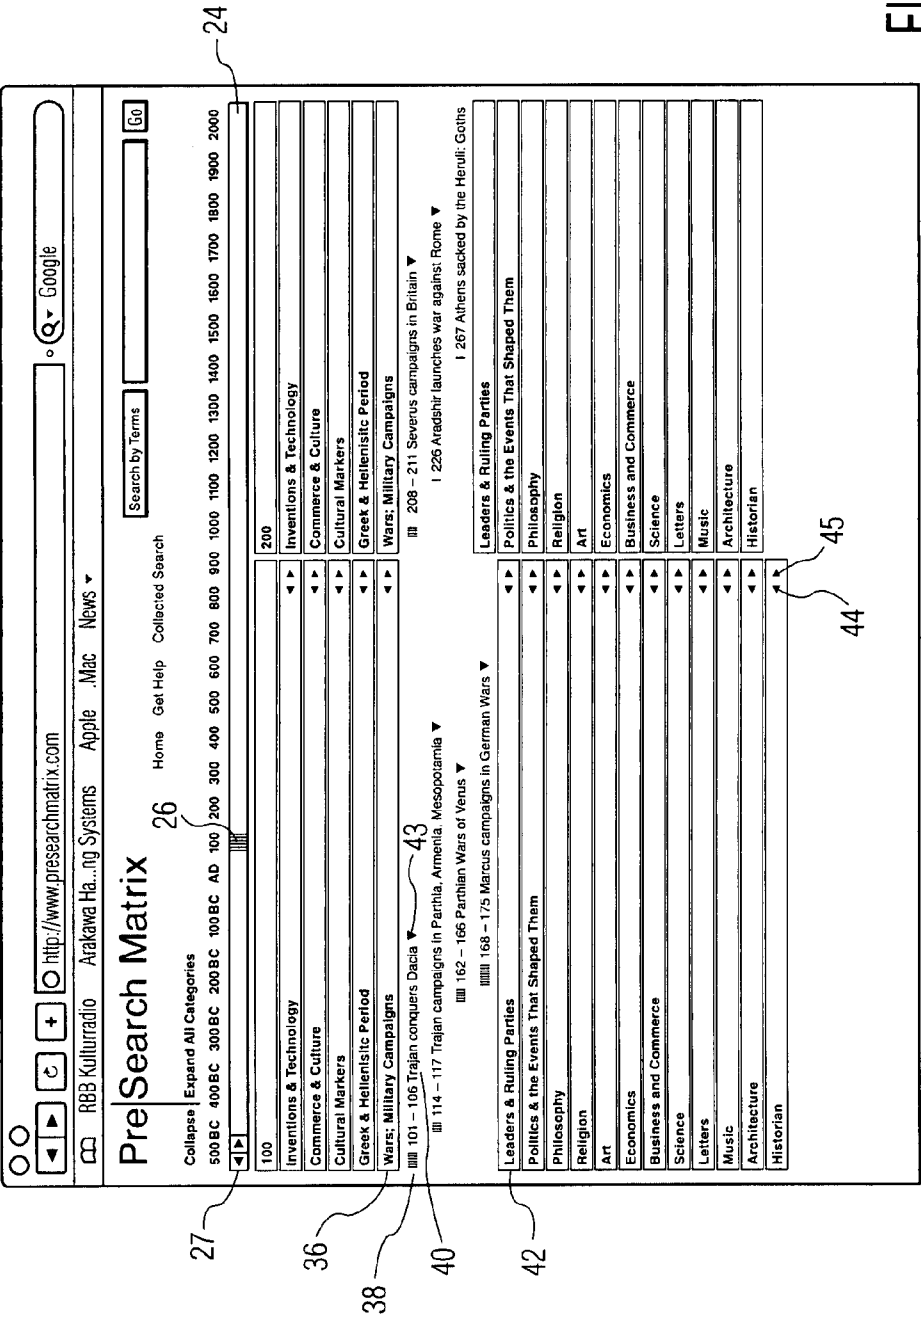 http://www.presearchmatrix.com
Google
RBB Kulturradio Arakawa Ha...ng Systems Apple .Mac News ▼
PreSearch Matrix
Home Get Help Collected Search
Search by Terms
Go
Collapse | Expand All Categories
26
500 BC 400 BC 300 BC 200 BC 100 BC AD 100 200 300 400 500 600 700 800 900 1000 1100 1200 1300 1400 1500 1600 1700 1800 1900 2000
24
27
100 200
Inventions & Technology ◄ ► Inventions & Technology
Commerce & Culture ◄ ► Commerce & Culture
Cultural Markers ◄ ► Cultural Markers
Greek & Hellenisitc Period ◄ ► Greek & Hellenisitc Period
36
Wars; Military Campaigns ◄ ► Wars; Military Campaigns
38
101 – 106 Trajan conquers Dacia ▼ 43
208 – 211 Severus campaigns in Britain ▼
40
114 – 117 Trajan campaigns in Parthia, Armenia, Mesopotamia ▼
226 Aradshir launches war against Rome ▼
162 – 166 Parthian Wars of Verus ▼
267 Athens sacked by the Heruli: Goths
168 – 175 Marcus campaigns in German Wars ▼
42
Leaders & Ruling Parties ◄ ► Leaders & Ruling Parties
Politics & the Events That Shaped Them ◄ ► Politics & the Events That Shaped Them
Philosophy ◄ ► Philosophy
Religion ◄ ► Religion
Art ◄ ► Art
Economics ◄ ► Economics
Business and Commerce ◄ ► Business and Commerce
Science ◄ ► Science
Letters ◄ ► Letters
Music ◄ ► Music
Architecture ◄ ► Architecture
Historian ◄ ► Historian
44 45